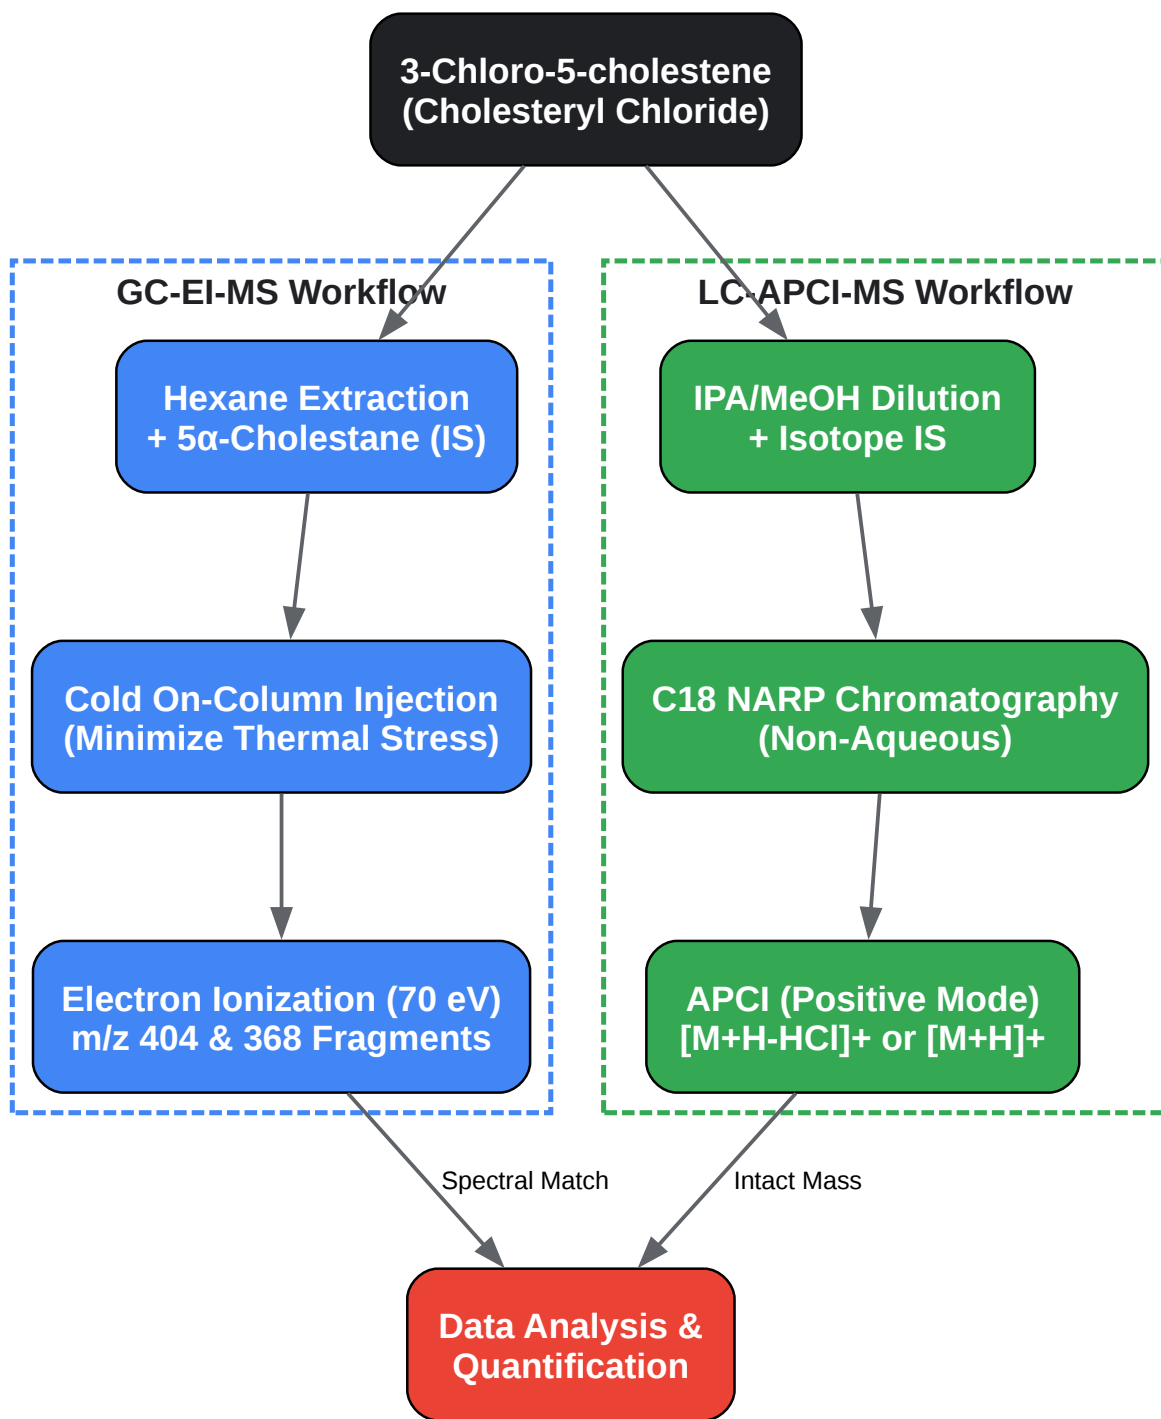 3-Chloro-5-cholestene
(Cholesteryl Chloride)
GC-EI-MS Workflow
Hexane Extraction
+ 5α-Cholestane (IS)
Cold On-Column Injection
(Minimize Thermal Stress)
Electron Ionization (70 eV)
m/z 404 & 368 Fragments
LC-APCI-MS Workflow
IPA/MeOH Dilution
+ Isotope IS
C18 NARP Chromatography
(Non-Aqueous)
APCI (Positive Mode)
[M+H-HCl]+ or [M+H]+
Spectral Match
Intact Mass
Data Analysis &
Quantification